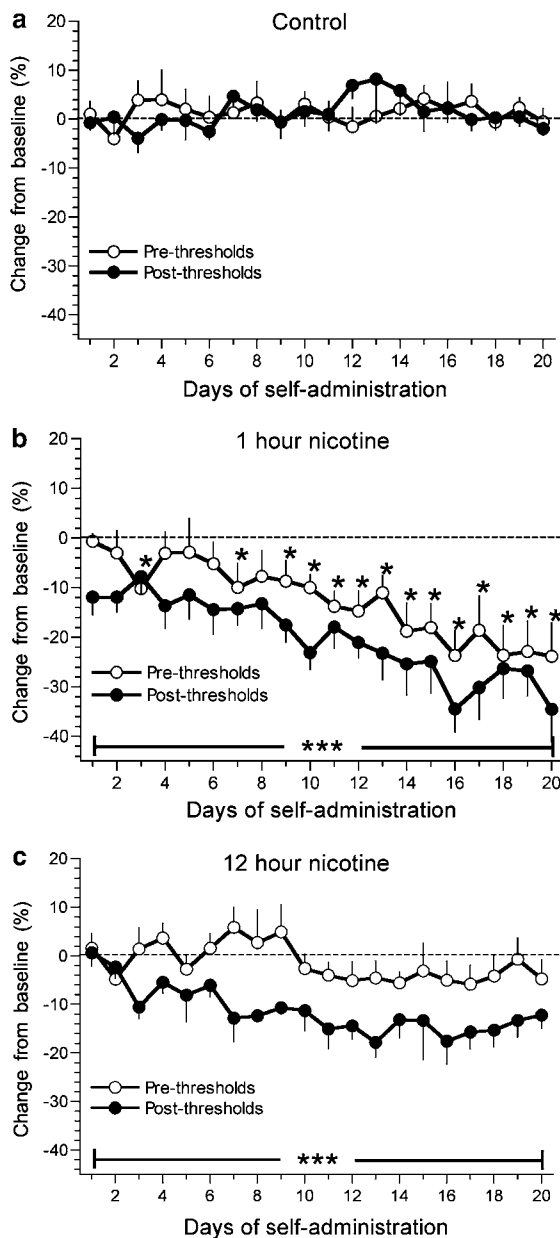 a
Control
20
10
0
-10
-20
-30
-40
Change from baseline (%)
Pre-thresholds
Post-thresholds
2 4 6 8 10 12 14 16 18 20
Days of self-administration
b
1 hour nicotine
20
10
0
-10
-20
-30
-40
Change from baseline (%)
* * * * * * * * * * * * * *
Pre-thresholds
Post-thresholds
***
2 4 6 8 10 12 14 16 18 20
Days of self-administration
c
12 hour nicotine
20
10
0
-10
-20
-30
-40
Change from baseline (%)
Pre-thresholds
Post-thresholds
***
2 4 6 8 10 12 14 16 18 20
Days of self-administration